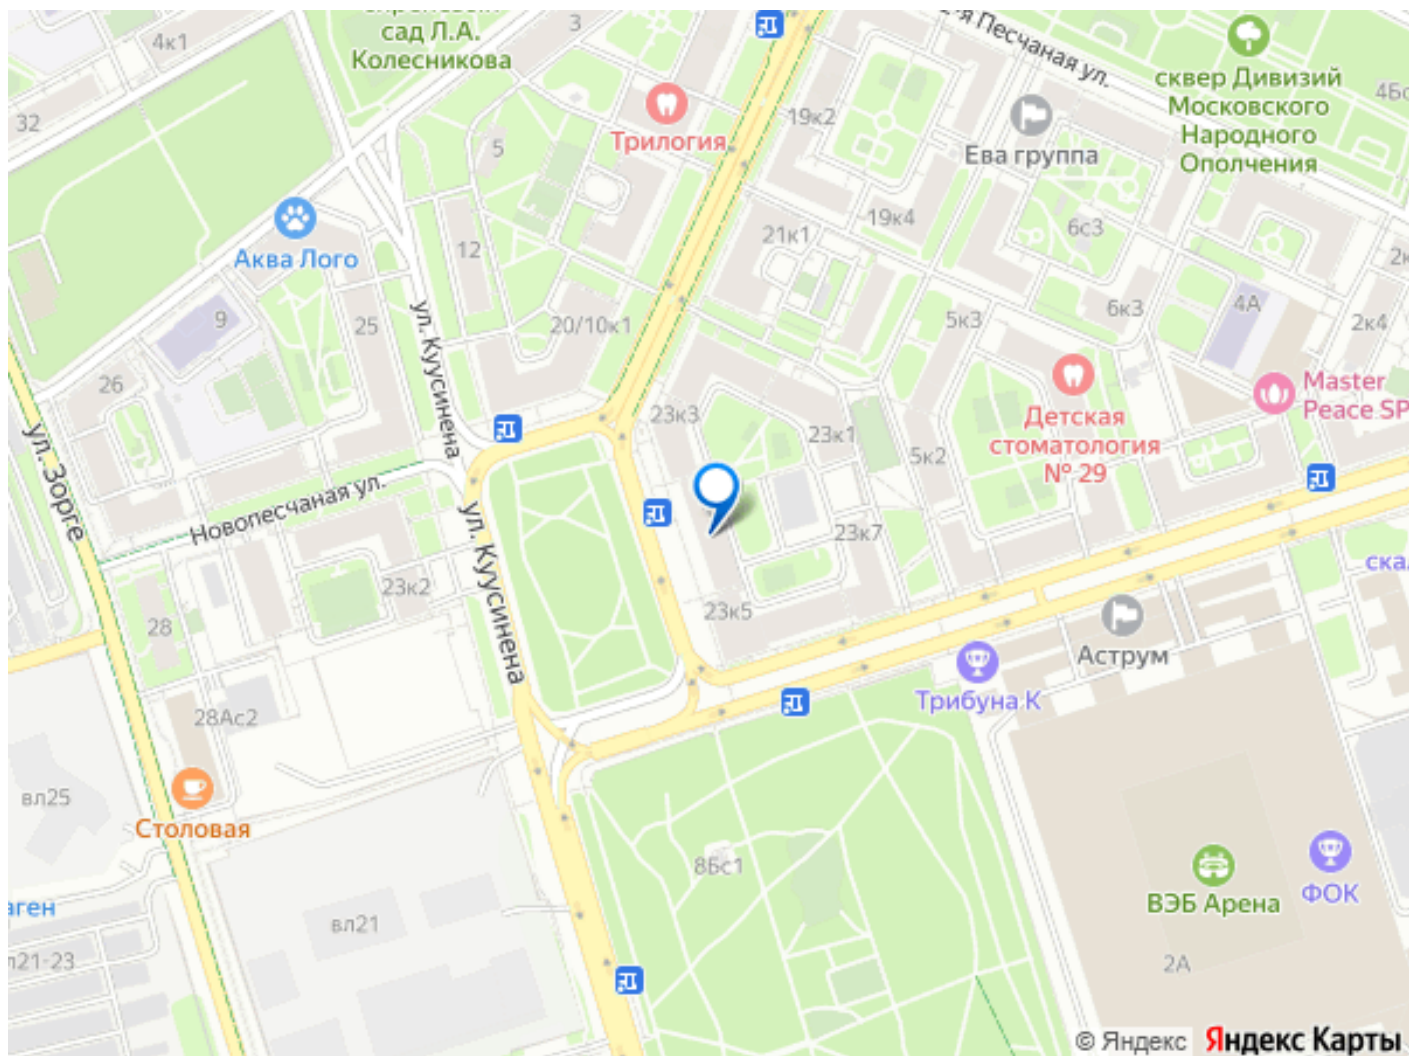 4к1
сад Л.А.
Колесникова
3
2-я Песчаная ул.
сквер Дивизий
Московского
Народного
Ополчения
32
5
Трилогия
19к2
Ева группа
Аква Лого
12
21к1
19к4
6с3
9
25
ул. Куусинена
20/10к1
5к3
6к3
4А
2к4
26
23к3
23к1
5к2
Детская
стоматология
№ 29
Master
Peace SP
ул. Зорге
Новопесчаная ул.
ул. Куусинена
23к7
23к2
23к5
28
Аструм
Трибуна К
28Ас2
вл25
Столовая
8Бс1
ВЭБ Арена
ФОК
вл21
2А
© Яндекс Яндекс Карты